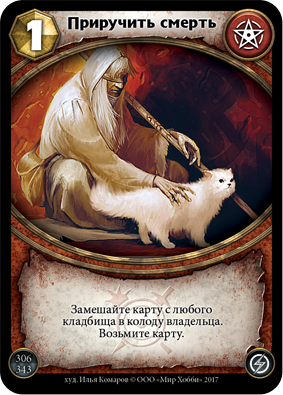 Приручить смерть
1
Замешайте карту с любого
кладбища в колоду владельца.
Возьмите карту.
306
343
худ. Илья Комаров © ООО «Мир Хобби» 2017